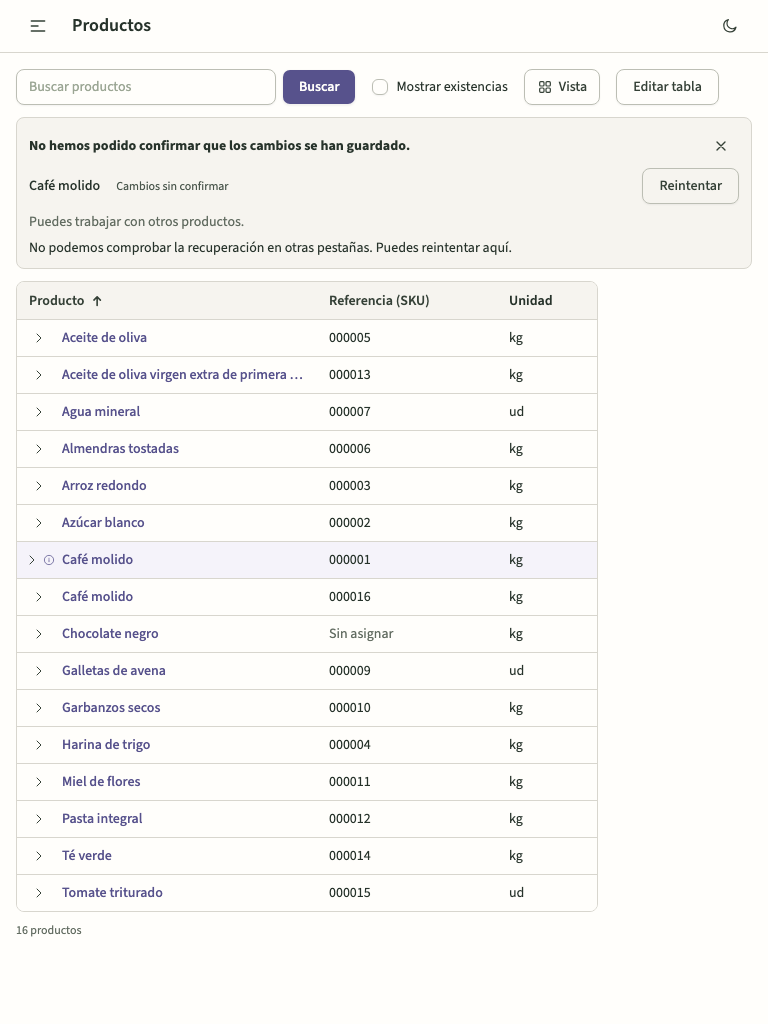 Productos
Buscar productos
Buscar
Mostrar existencias
Vista
Editar tabla
No hemos podido confirmar que los cambios se han guardado.
Café molido Cambios sin confirmar
Reintentar
Puedes trabajar con otros productos.
No podemos comprobar la recuperación en otras pestañas. Puedes reintentar aquí.
Producto Referencia (SKU) Unidad
Aceite de oliva 000005 kg
Aceite de oliva virgen extra de primera … 000013 kg
Agua mineral 000007 ud
Almendras tostadas 000006 kg
Arroz redondo 000003 kg
Azúcar blanco 000002 kg
Café molido 000001 kg
Café molido 000016 kg
Chocolate negro Sin asignar kg
Galletas de avena 000009 ud
Garbanzos secos 000010 kg
Harina de trigo 000004 kg
Miel de flores 000011 kg
Pasta integral 000012 kg
Té verde 000014 kg
Tomate triturado 000015 ud
16 productos